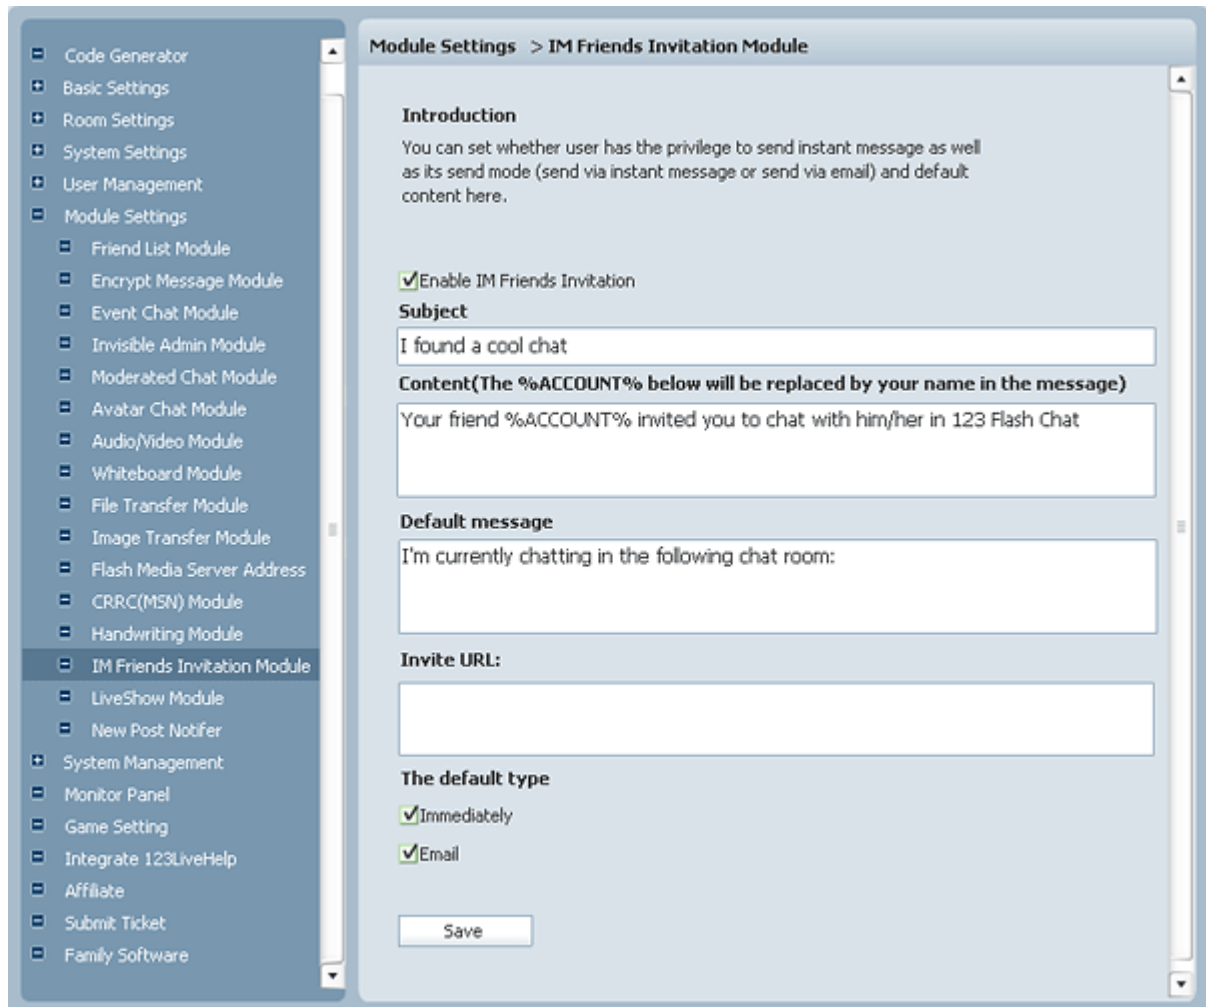 Code Generator
Basic Settings
Room Settings
System Settings
User Management
Module Settings
Friend List Module
Encrypt Message Module
Event Chat Module
Invisible Admin Module
Moderated Chat Module
Avatar Chat Module
Audio/Video Module
Whiteboard Module
File Transfer Module
Image Transfer Module
Flash Media Server Address
CRRC(MSN) Module
Handwriting Module
IM Friends Invitation Module
LiveShow Module
New Post Notifer
System Management
Monitor Panel
Game Setting
Integrate 123LiveHelp
Affiliate
Submit Ticket
Family Software
Module Settings > IM Friends Invitation Module
Introduction
You can set whether user has the privilege to send instant message as well
as its send mode (send via instant message or send via email) and default
content here.
Enable IM Friends Invitation
Subject
I found a cool chat
Content(The %ACCOUNT% below will be replaced by your name in the message)
Your friend %ACCOUNT% invited you to chat with him/her in 123 Flash Chat
Default message
I'm currently chatting in the following chat room:
Invite URL:
The default type
Immediately
Email
Save